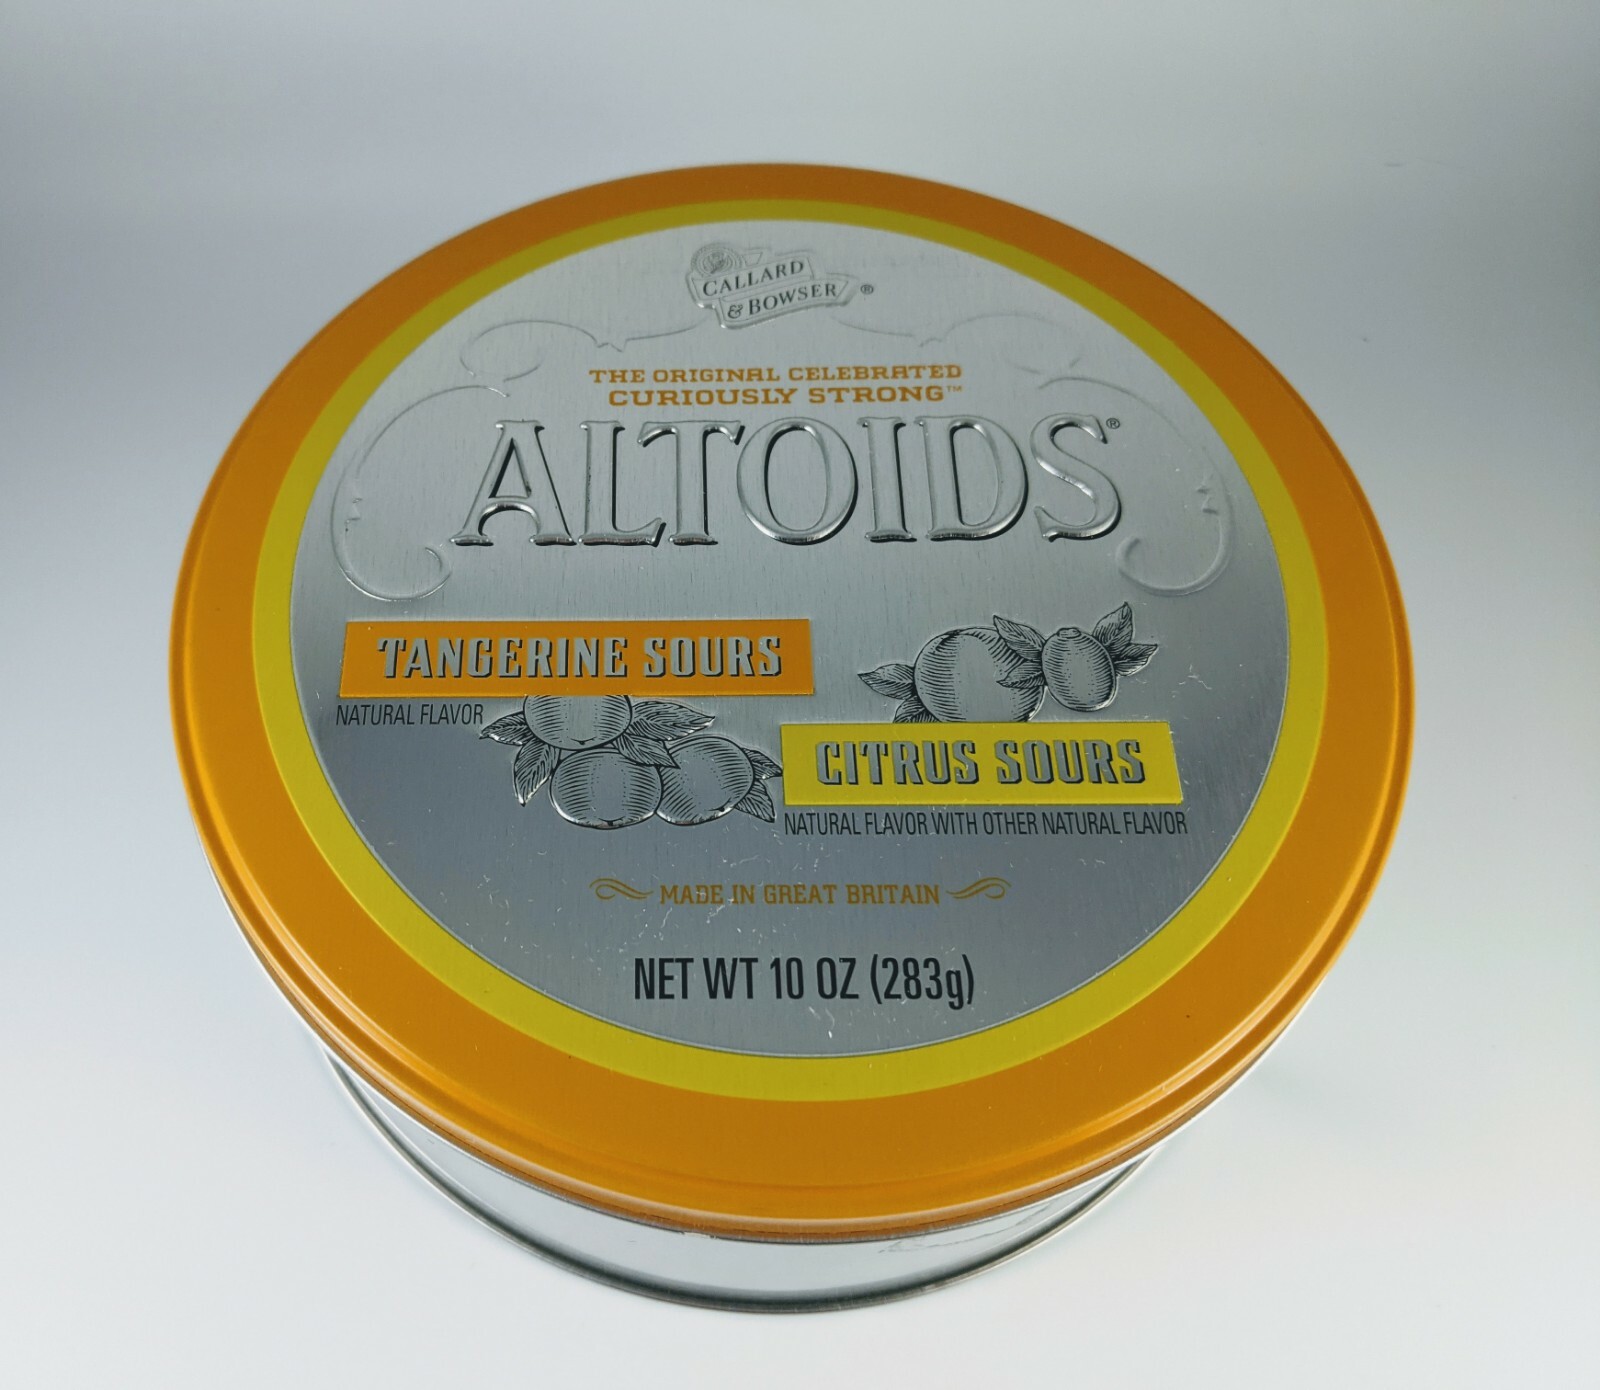 CALLARD
& BOWSER®
THE ORIGINAL CELEBRATED
CURIOUSLY STRONG™
ALTOIDS®
TANGERINE SOURS
NATURAL FLAVOR
CITRUS SOURS
NATURAL FLAVOR WITH OTHER NATURAL FLAVOR
MADE IN GREAT BRITAIN
NET WT 10 OZ (283g)